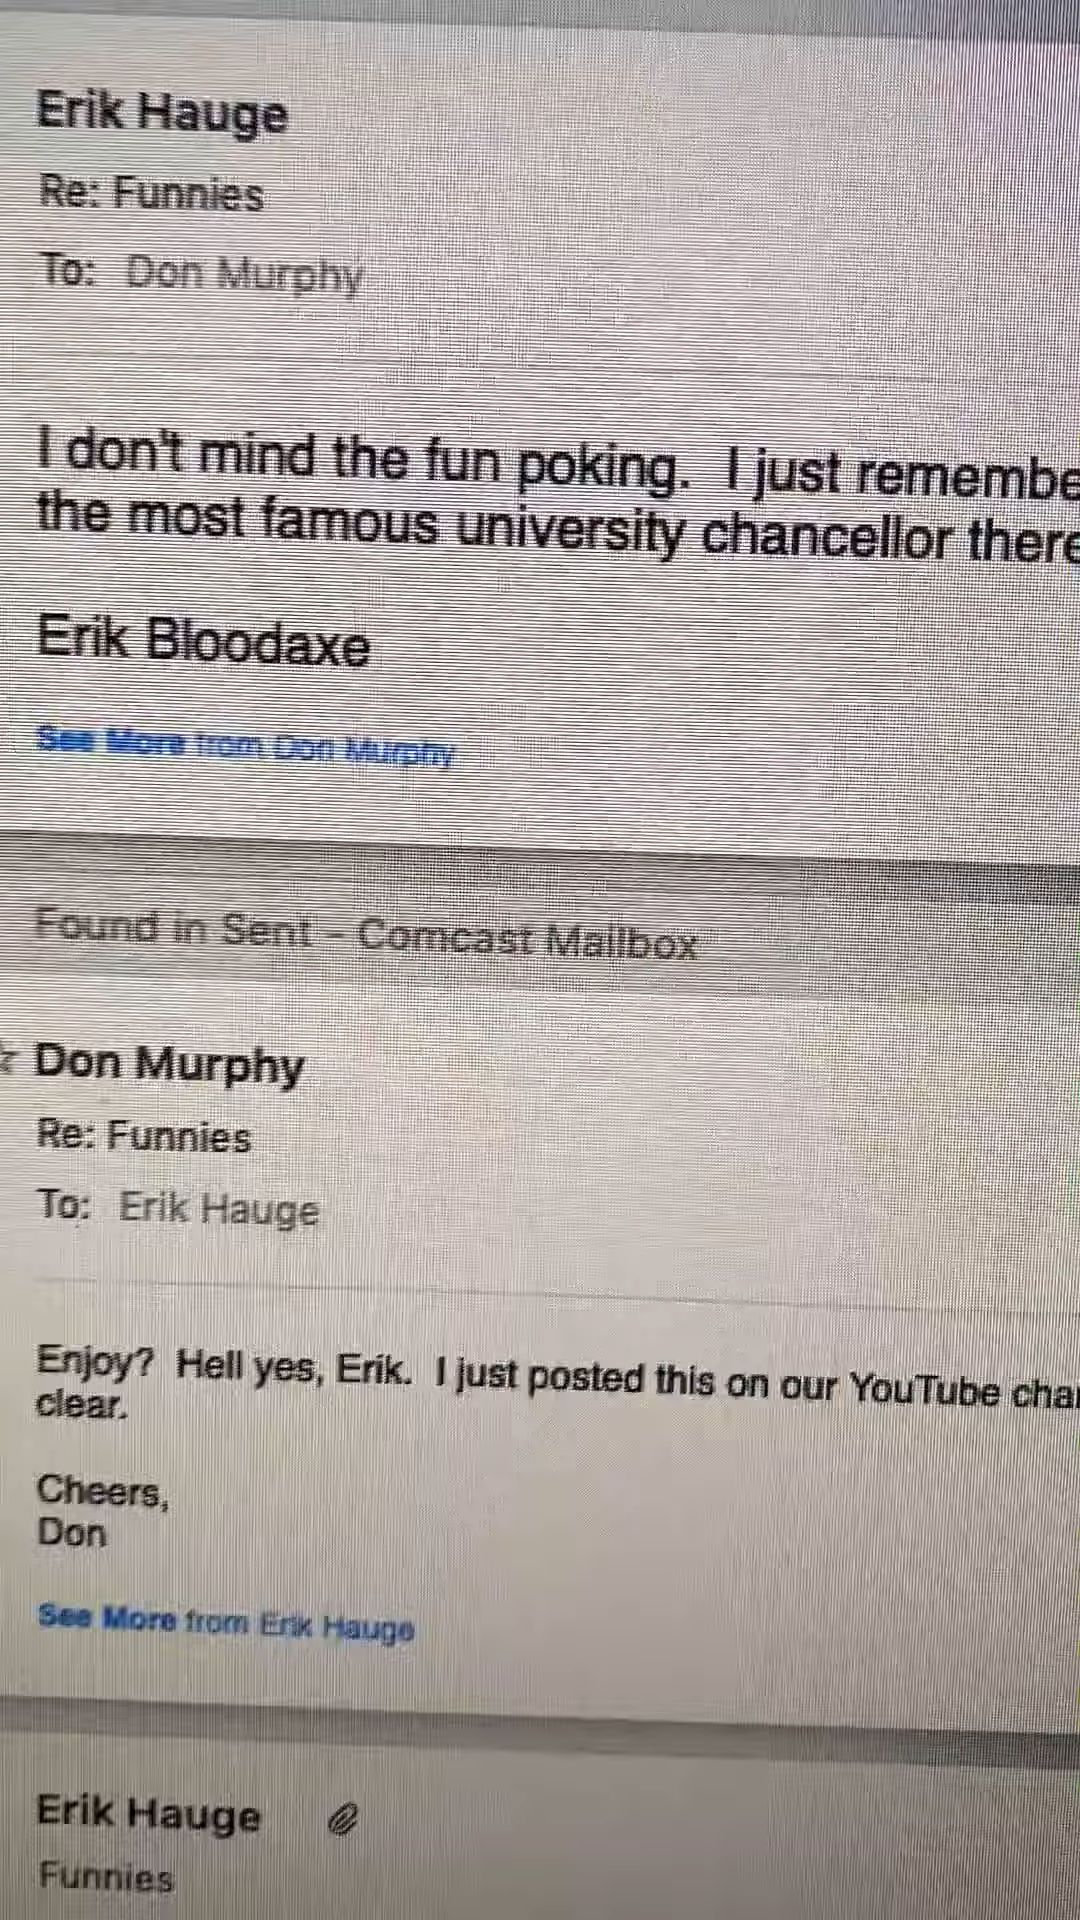 Erik Hauge
Re: Funnies
To: Don Murphy
I don't mind the fun poking. I just remembe
the most famous university chancellor there
Erik Bloodaxe
See More from Don Murphy
Found in Sent - Comcast Mailbox
Don Murphy
Re: Funnies
To: Erik Hauge
Enjoy? Hell yes, Erik. I just posted this on our YouTube cha
clear.
Cheers,
Don
See More from Erik Hauge
Erik Hauge
Funnies